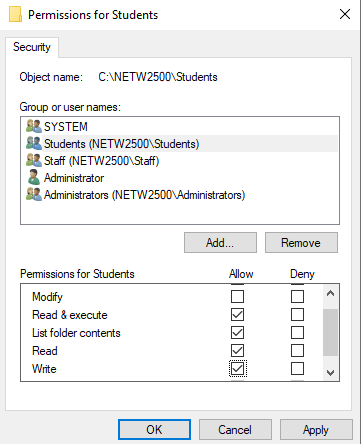 Permissions for Students
Security
Object name: C:\NETW2500\Students
Group or user names:
SYSTEM
Students (NETW2500\Students)
Staff (NETW2500\Staff)
Administrator
Administrators (NETW2500\Administrators)
Add... Remove
Permissions for Students Allow Deny
Modify
Read & execute
List folder contents
Read
Write
OK Cancel Apply